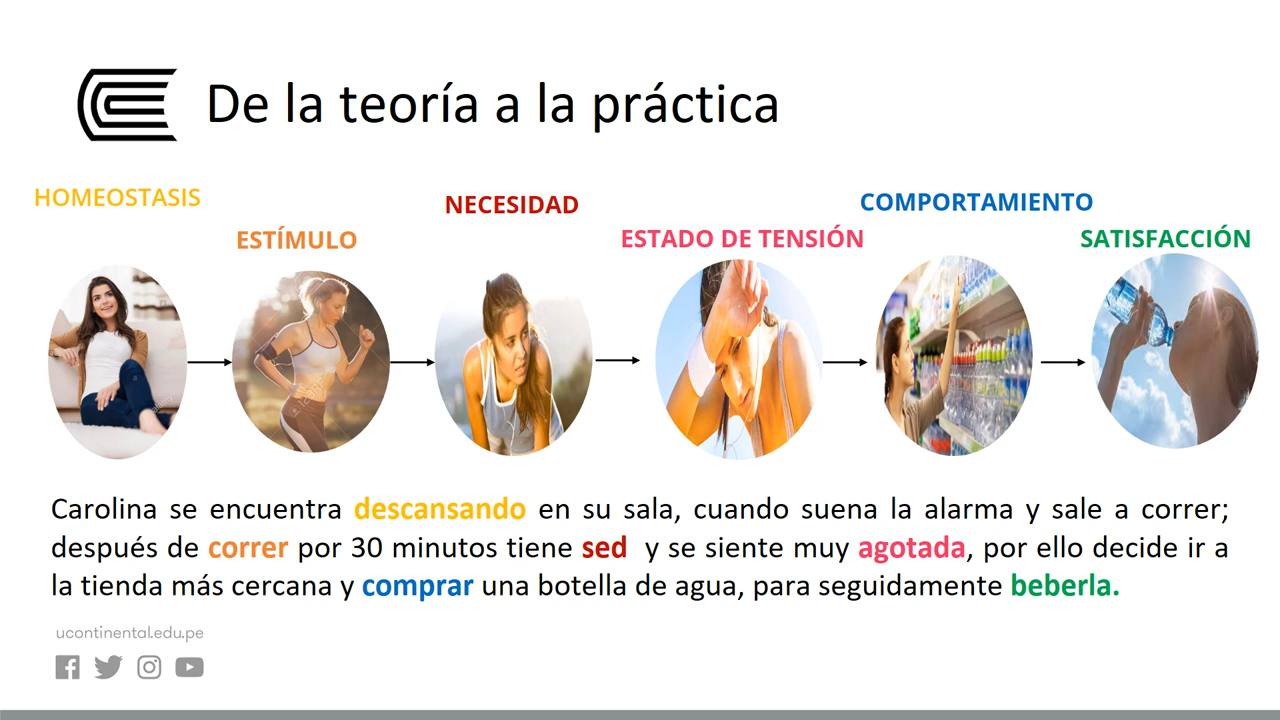 De la teoría a la práctica
HOMEOSTASIS
ESTÍMULO
NECESIDAD
ESTADO DE TENSIÓN
COMPORTAMIENTO
SATISFACCIÓN
Carolina se encuentra descansando en su sala, cuando suena la alarma y sale a correr;
después de correr por 30 minutos tiene sed y se siente muy agotada, por ello decide ir a
la tienda más cercana y comprar una botella de agua, para seguidamente beberla.
ucontinental.edu.pe